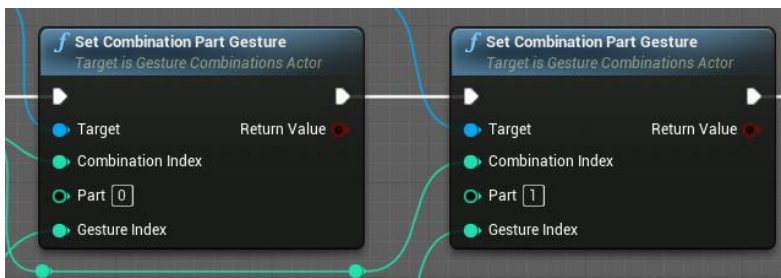 f Set Combination Part Gesture
Target is Gesture Combinations Actor
Target Return Value
Combination Index
Part 0
Gesture Index
f Set Combination Part Gesture
Target is Gesture Combinations Actor
Target Return Value
Combination Index
Part 1
Gesture Index